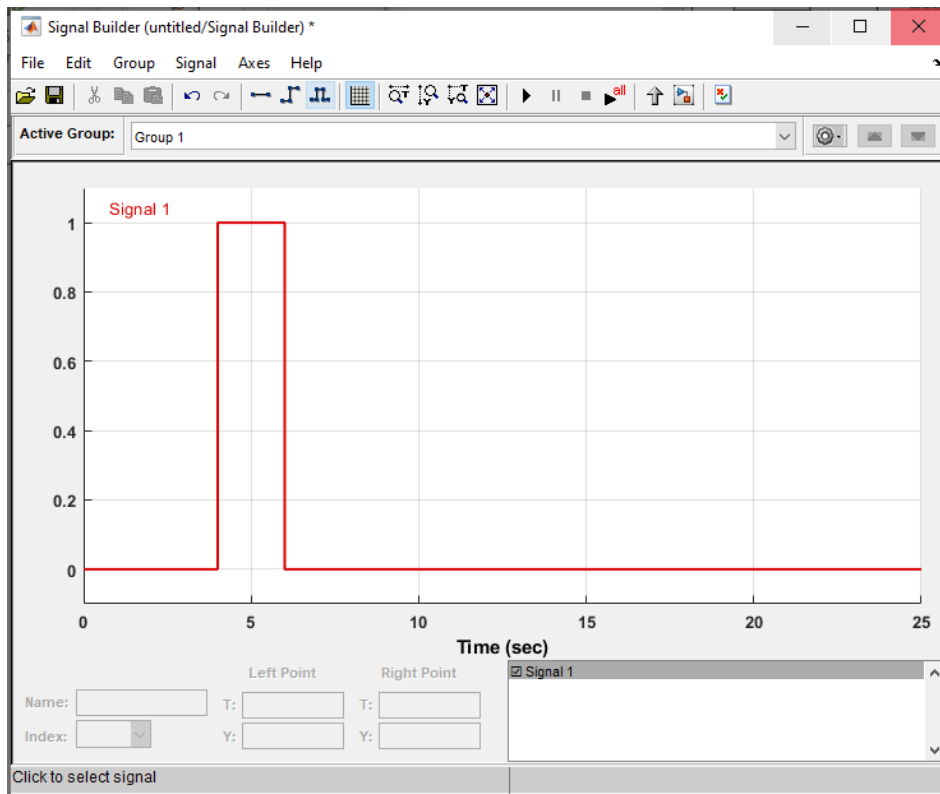 Signal Builder (untitled/Signal Builder) *
File Edit Group Signal Axes Help
all
Active Group: Group 1
Signal 1
1
0.8
0.6
0.4
0.2
0
0 5 10 15 20 25
Time (sec)
Left Point Right Point
Signal 1
Name: T: T:
Index: Y: Y:
Click to select signal